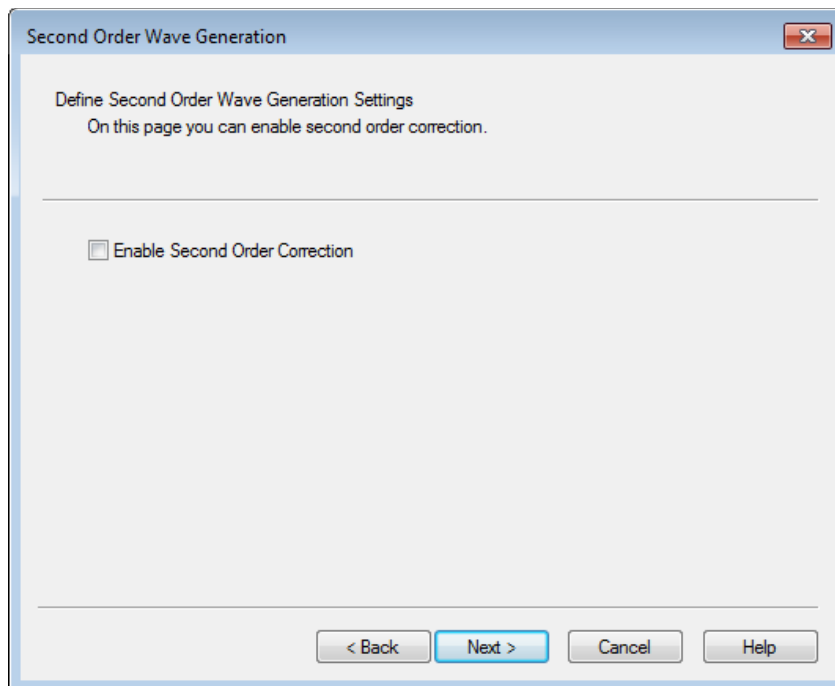 Second Order Wave Generation
Define Second Order Wave Generation Settings
On this page you can enable second order correction.
Enable Second Order Correction
< Back Next > Cancel Help